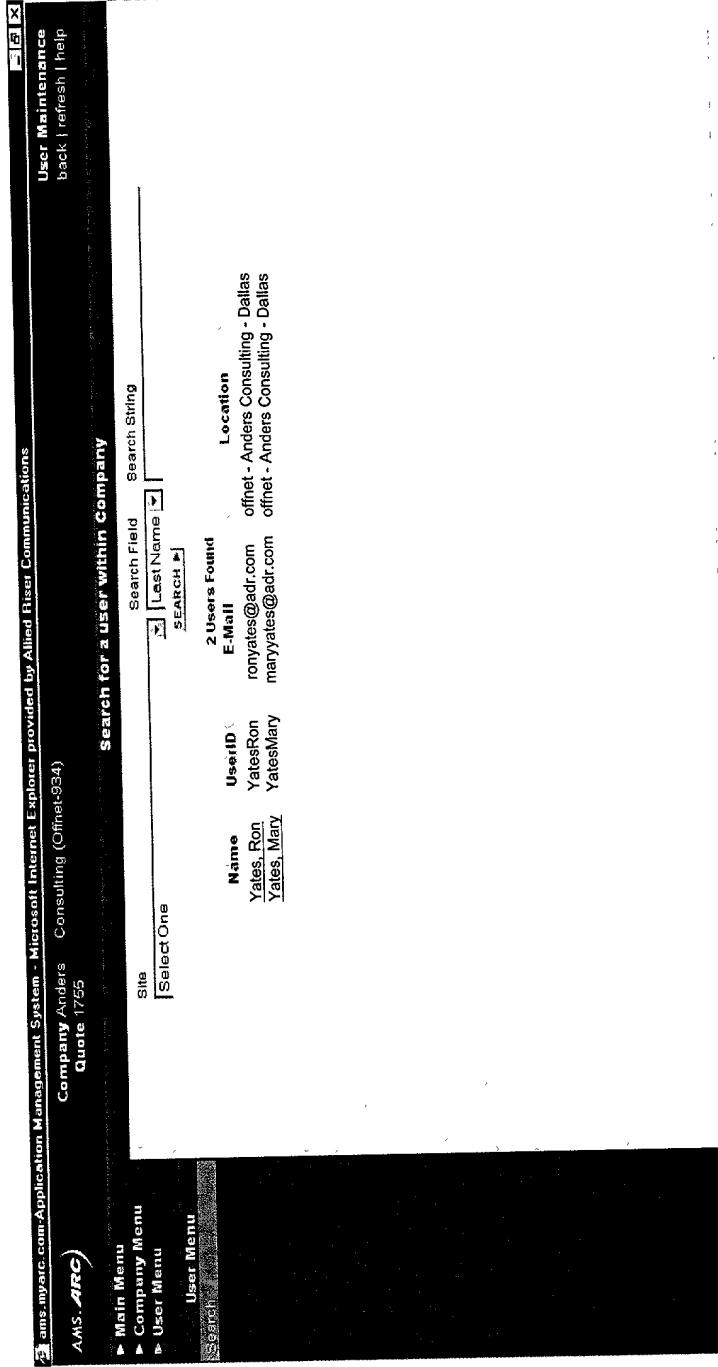 ams.myarc.com-Application Management System - Microsoft Internet Explorer provided by Allied Riser Communications
AMS.ARC
Company Anders Consulting (Offnet-934)
Quote 1755
User Maintenance
back | refresh | help
Search for a user within Company
▶ Main Menu
▶ Company Menu
▶ User Menu
User Menu
Search
Site Search Field Search String
Select One Last Name
SEARCH ▶
2 Users Found
Name UserID E-Mail Location
Yates, Ron YatesRon ronyates@adr.com offnet - Anders Consulting - Dallas
Yates, Mary YatesMary maryyates@adr.com offnet - Anders Consulting - Dallas